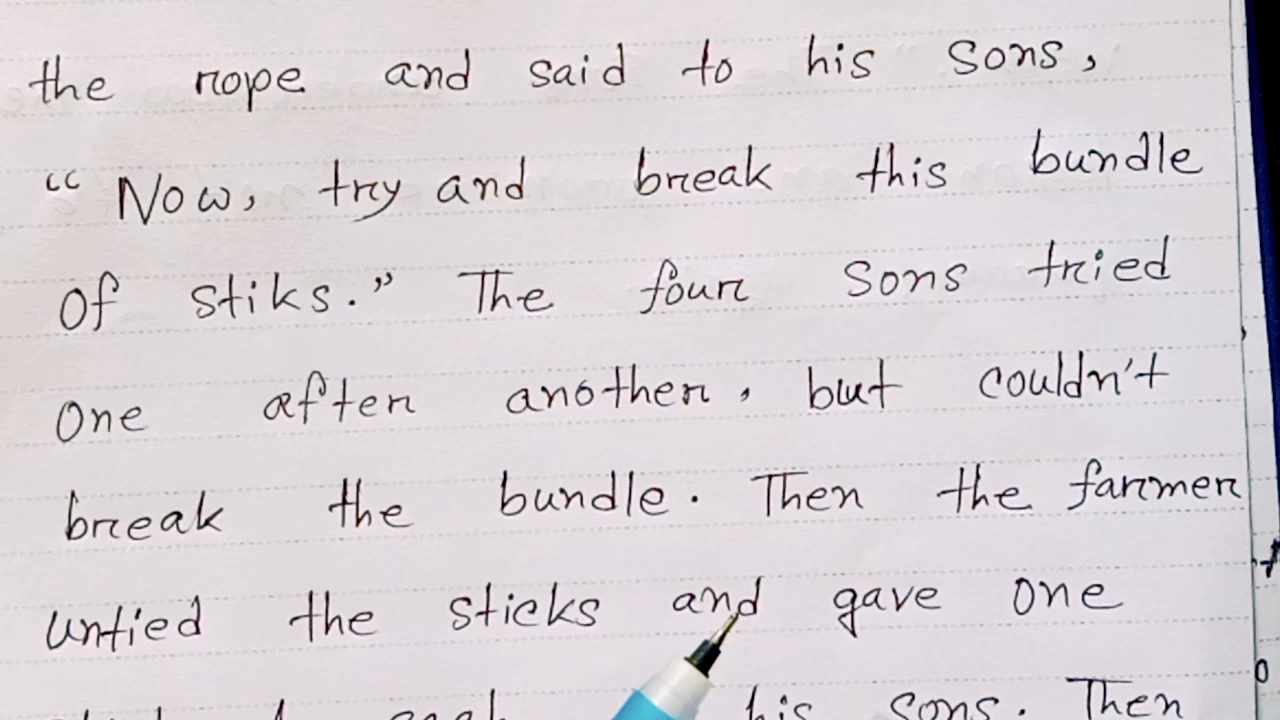 the rope and said to his sons,
“Now, try and break this bundle
of stiks.” The four sons tried
one after another, but couldn't
break the bundle. Then the farmer
untied the sticks and gave one
his sons. Then